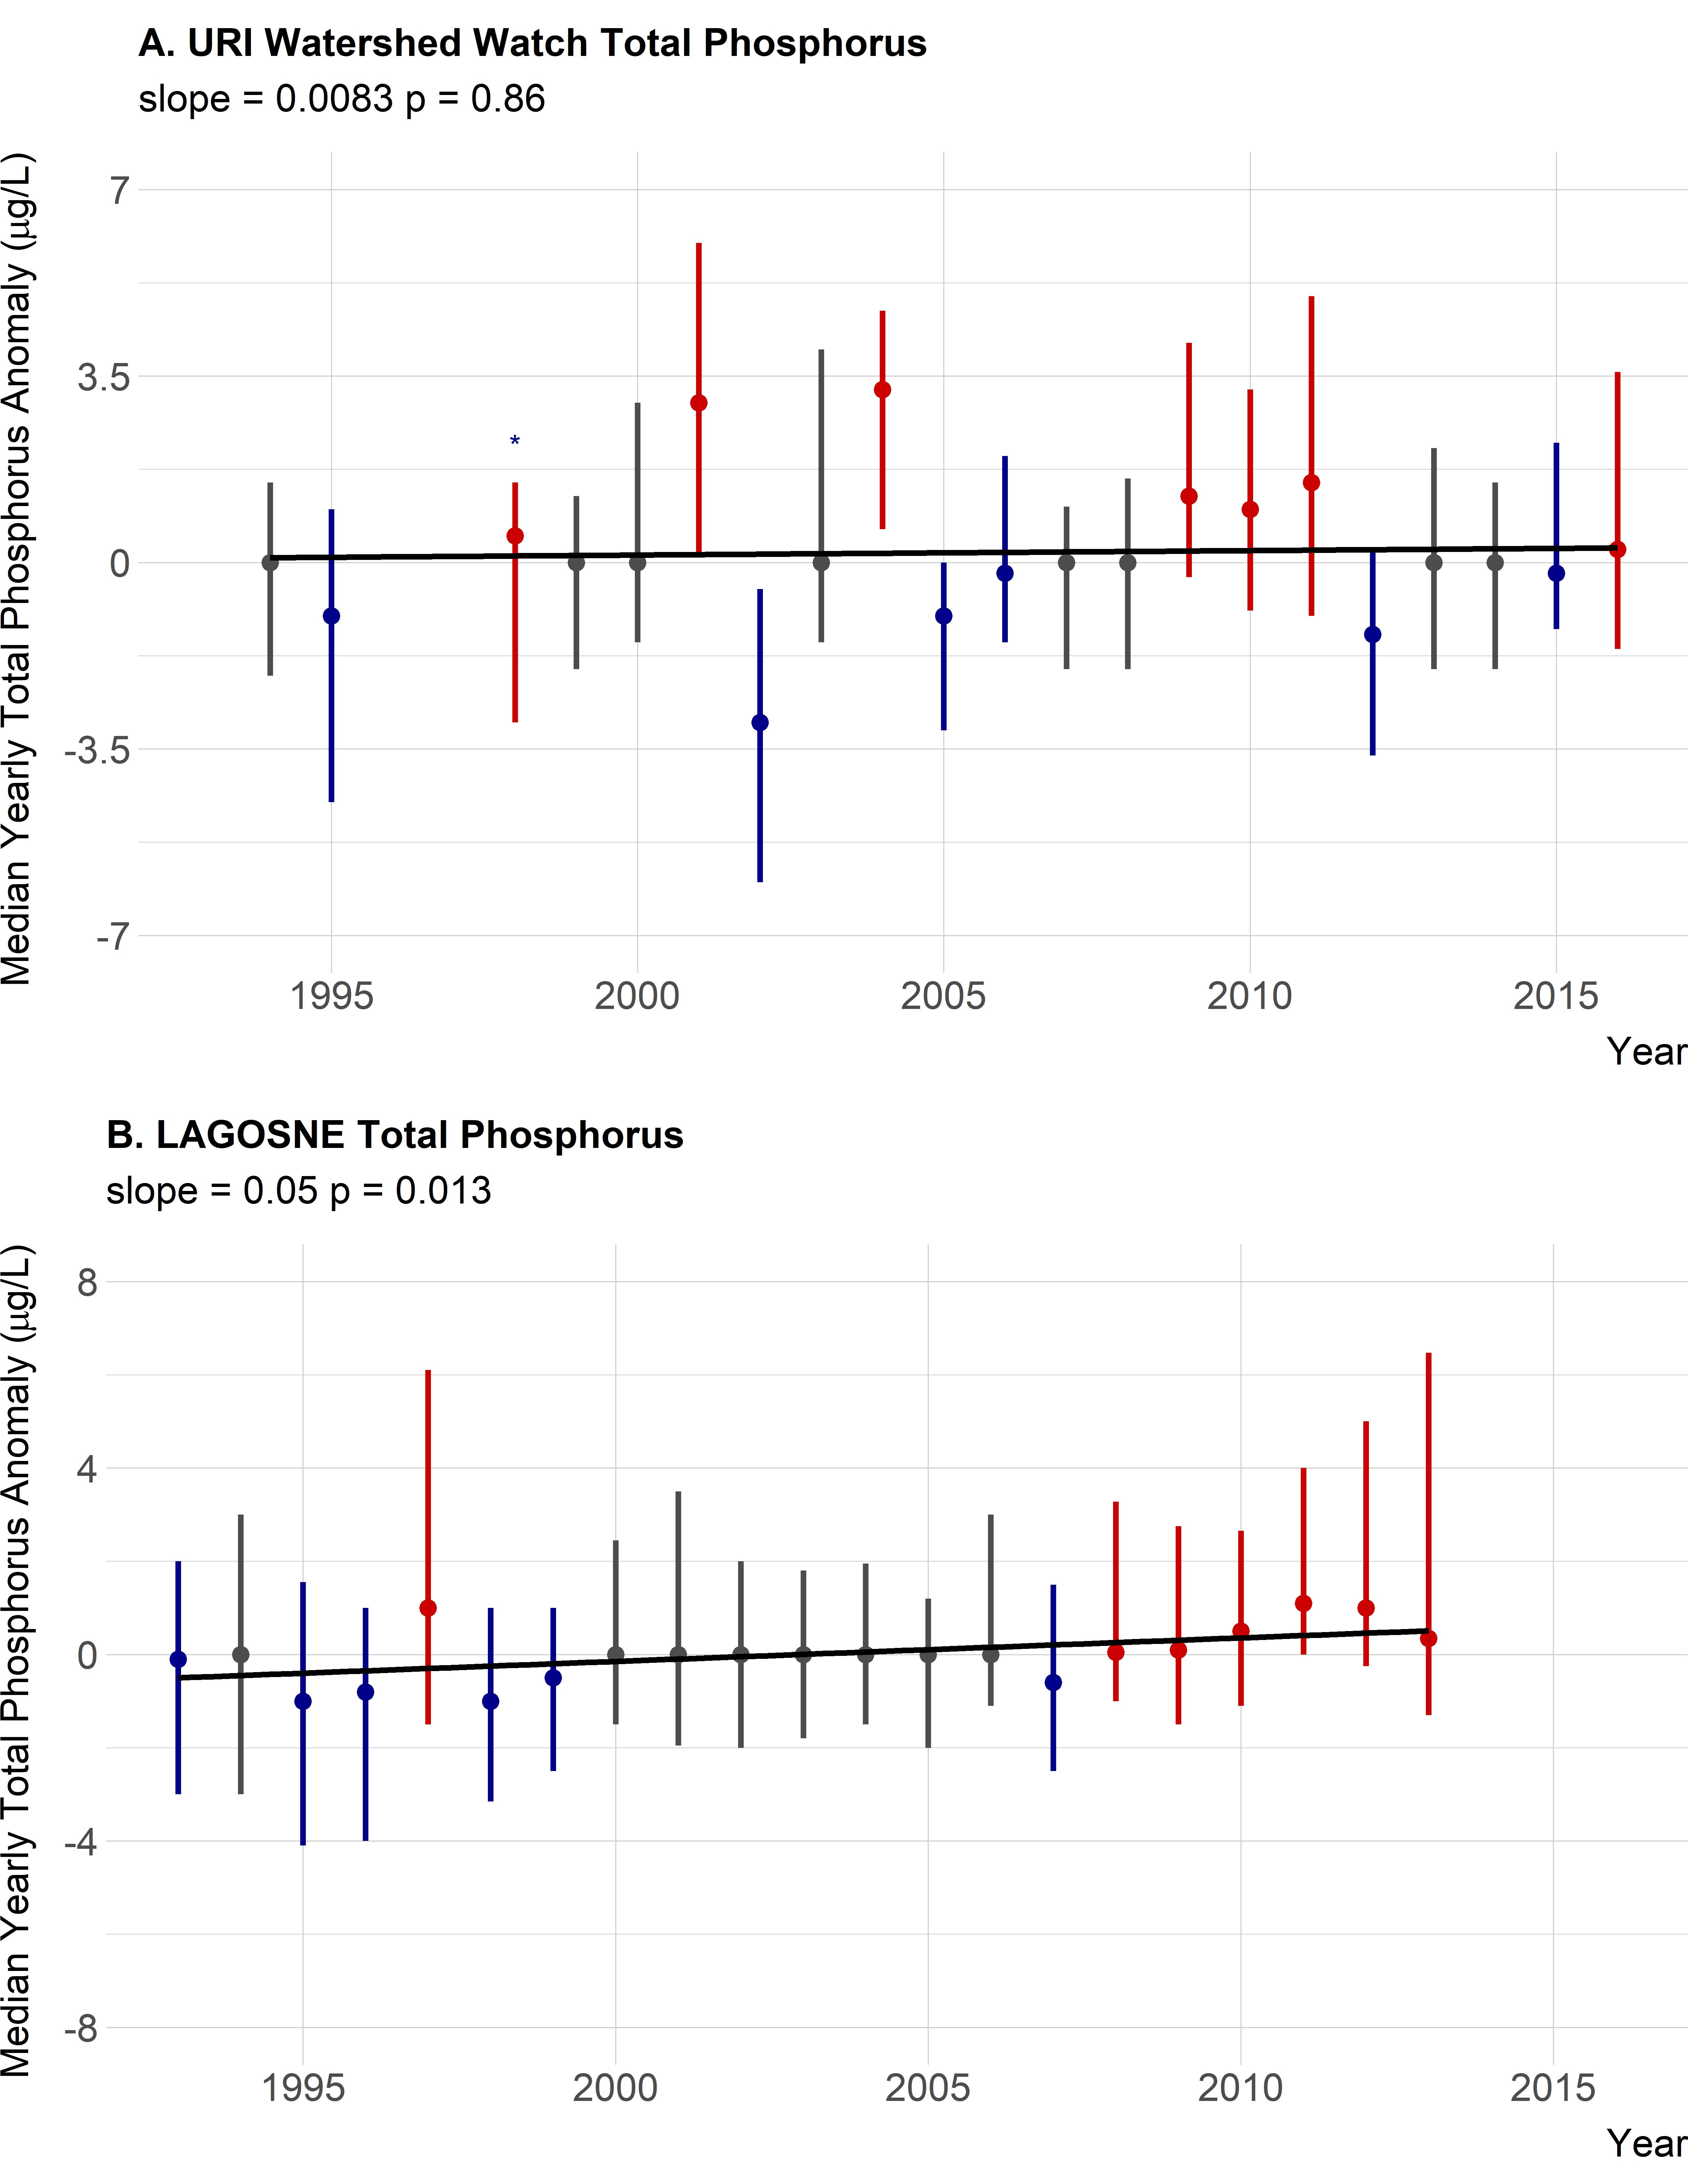 A. URI Watershed Watch Total Phosphorus
slope = 0.0083 p = 0.86
Median Yearly Total Phosphorus Anomaly (μg/L)
7
3.5
0
-3.5
-7
*
1995 2000 2005 2010 2015
Year
B. LAGOSNE Total Phosphorus
slope = 0.05 p = 0.013
Median Yearly Total Phosphorus Anomaly (μg/L)
8
4
0
-4
-8
1995 2000 2005 2010 2015
Year